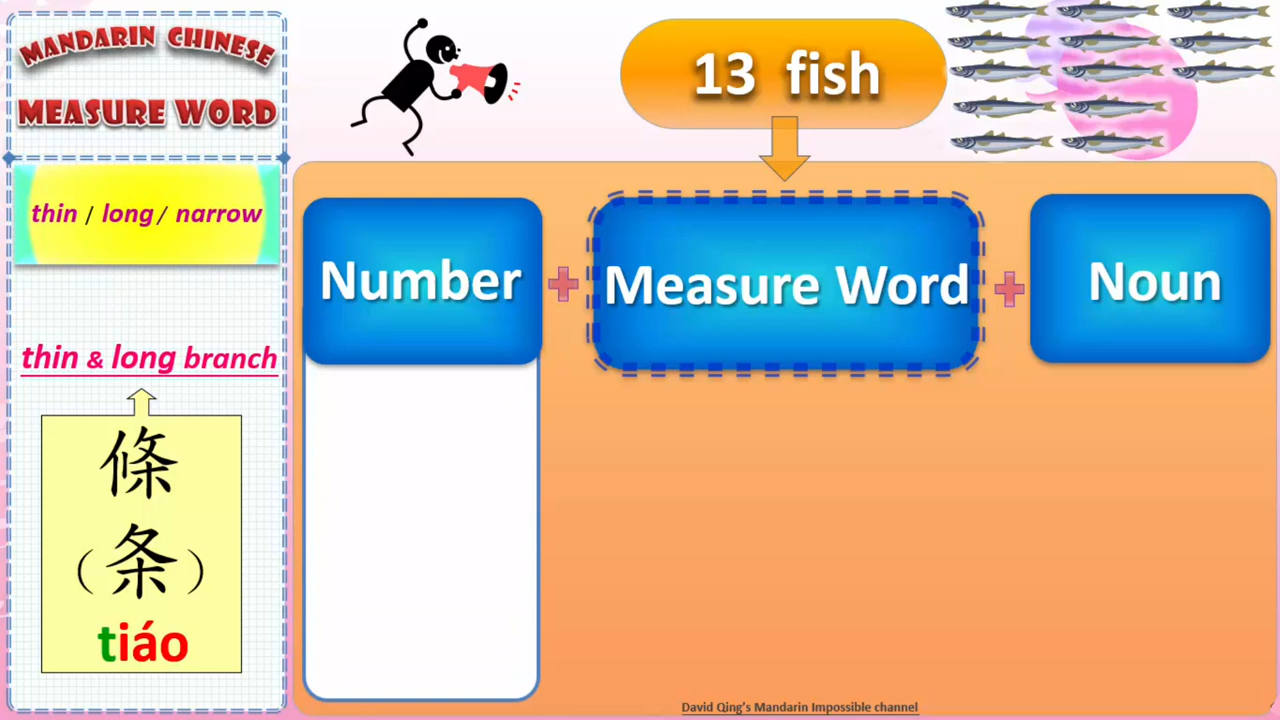 MANDARIN CHINESE
MEASURE WORD
thin / long / narrow
thin & long branch
條
（条）
tiáo
13 fish
Number + Measure Word + Noun
David Qing's Mandarin Impossible channel